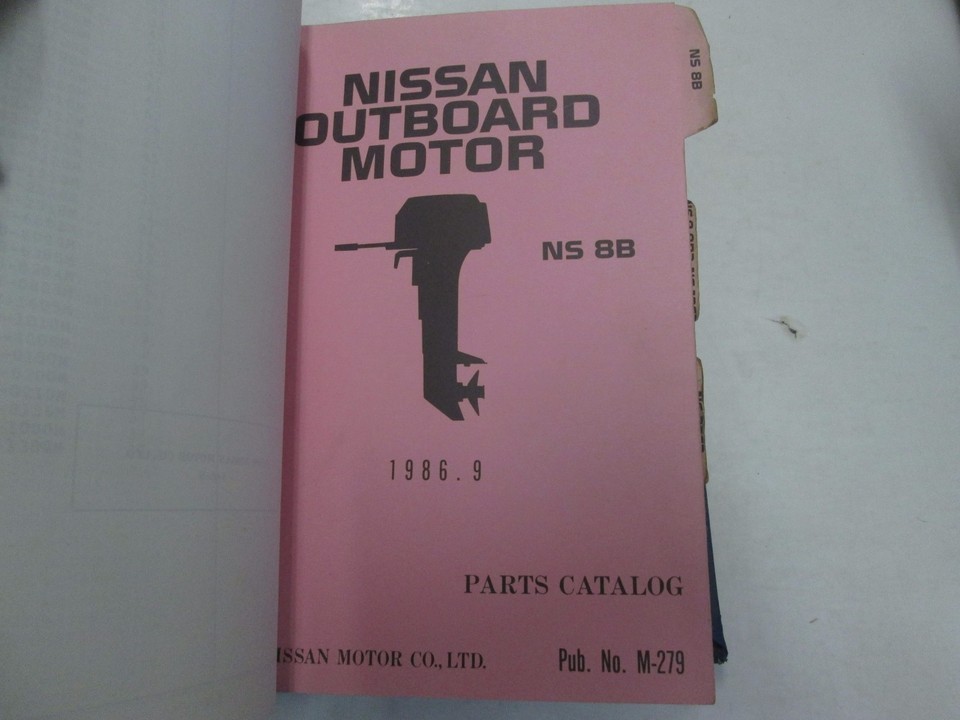 NISSAN
OUTBOARD
MOTOR
NS 8B
1986.9
PARTS CATALOG
NISSAN MOTOR CO., LTD.
Pub. No. M-279
NS 8B